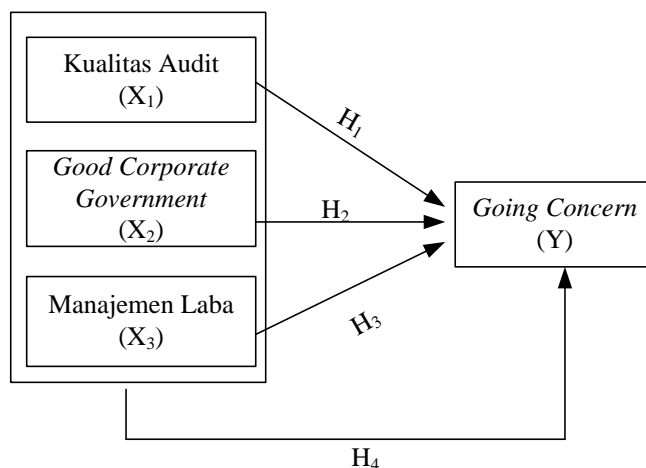 Kualitas Audit
(X₁)
H₁
Good Corporate
Government
(X₂)
H₂
Going Concern
(Y)
Manajemen Laba
(X₃)
H₃
H₄